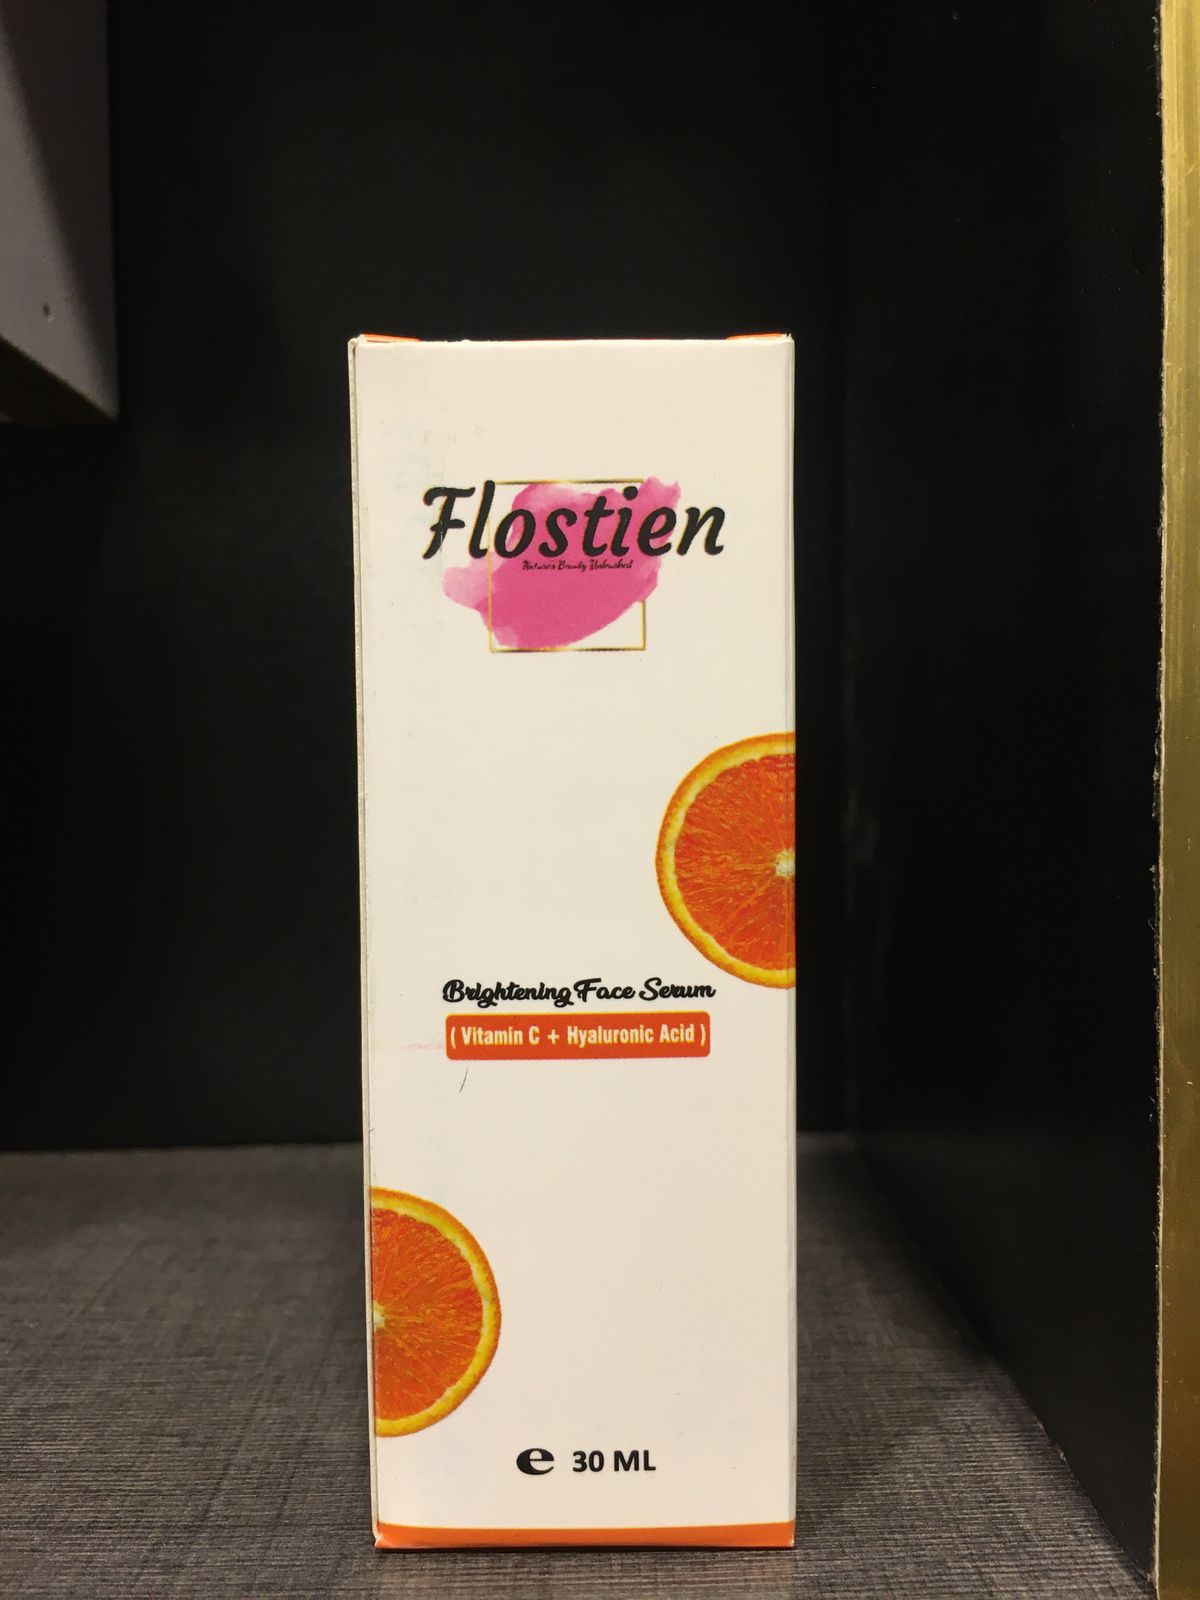 Flostien
Brightening Face Serum
( Vitamin C + Hyaluronic Acid )
e 30 ML